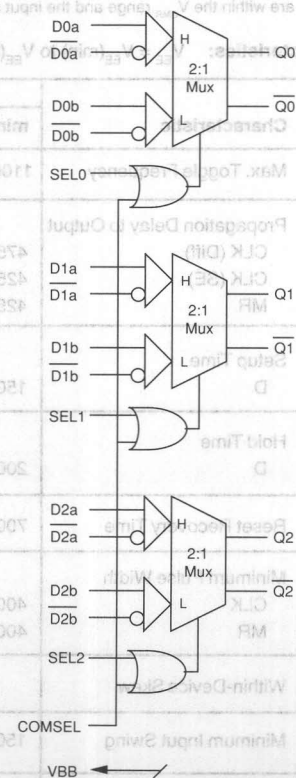 D0a
D0a
H
Q0
2:1
Mux
D0b
D0b
L
Q0
SEL0
D1a
D1a
H
Q1
2:1
Mux
D1b
D1b
L
Q1
SEL1
D2a
D2a
H
Q2
2:1
Mux
D2b
D2b
L
Q2
SEL2
COMSEL
VBB